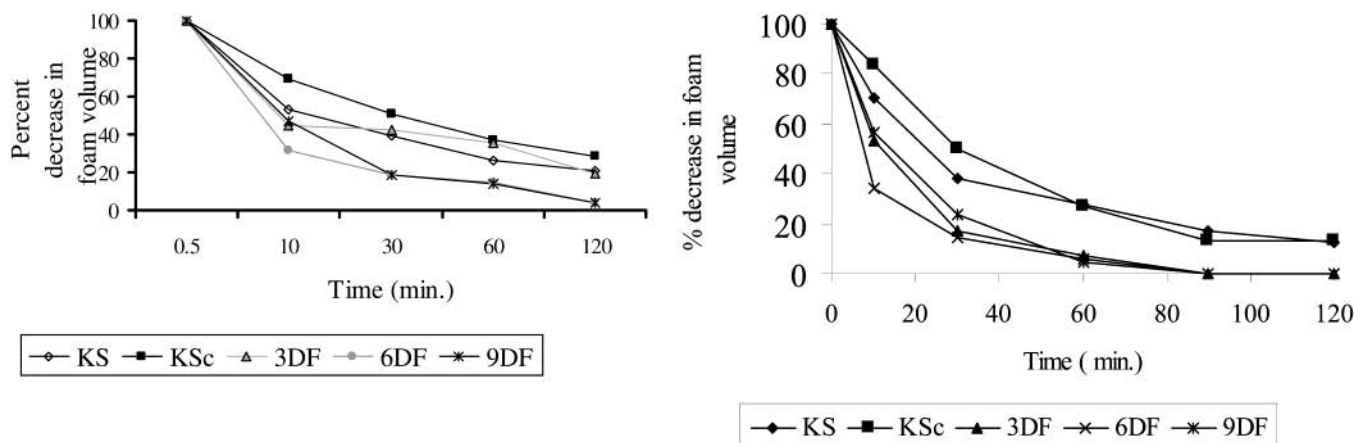 Percent
decrease in
foam volume
100
80
60
40
20
0
0.5 10 30 60 120
Time (min.)
KS KSc 3DF 6DF 9DF
% decrease in foam
volume
100
80
60
40
20
0
0 20 40 60 80 100 120
Time ( min.)
KS KSc 3DF 6DF 9DF